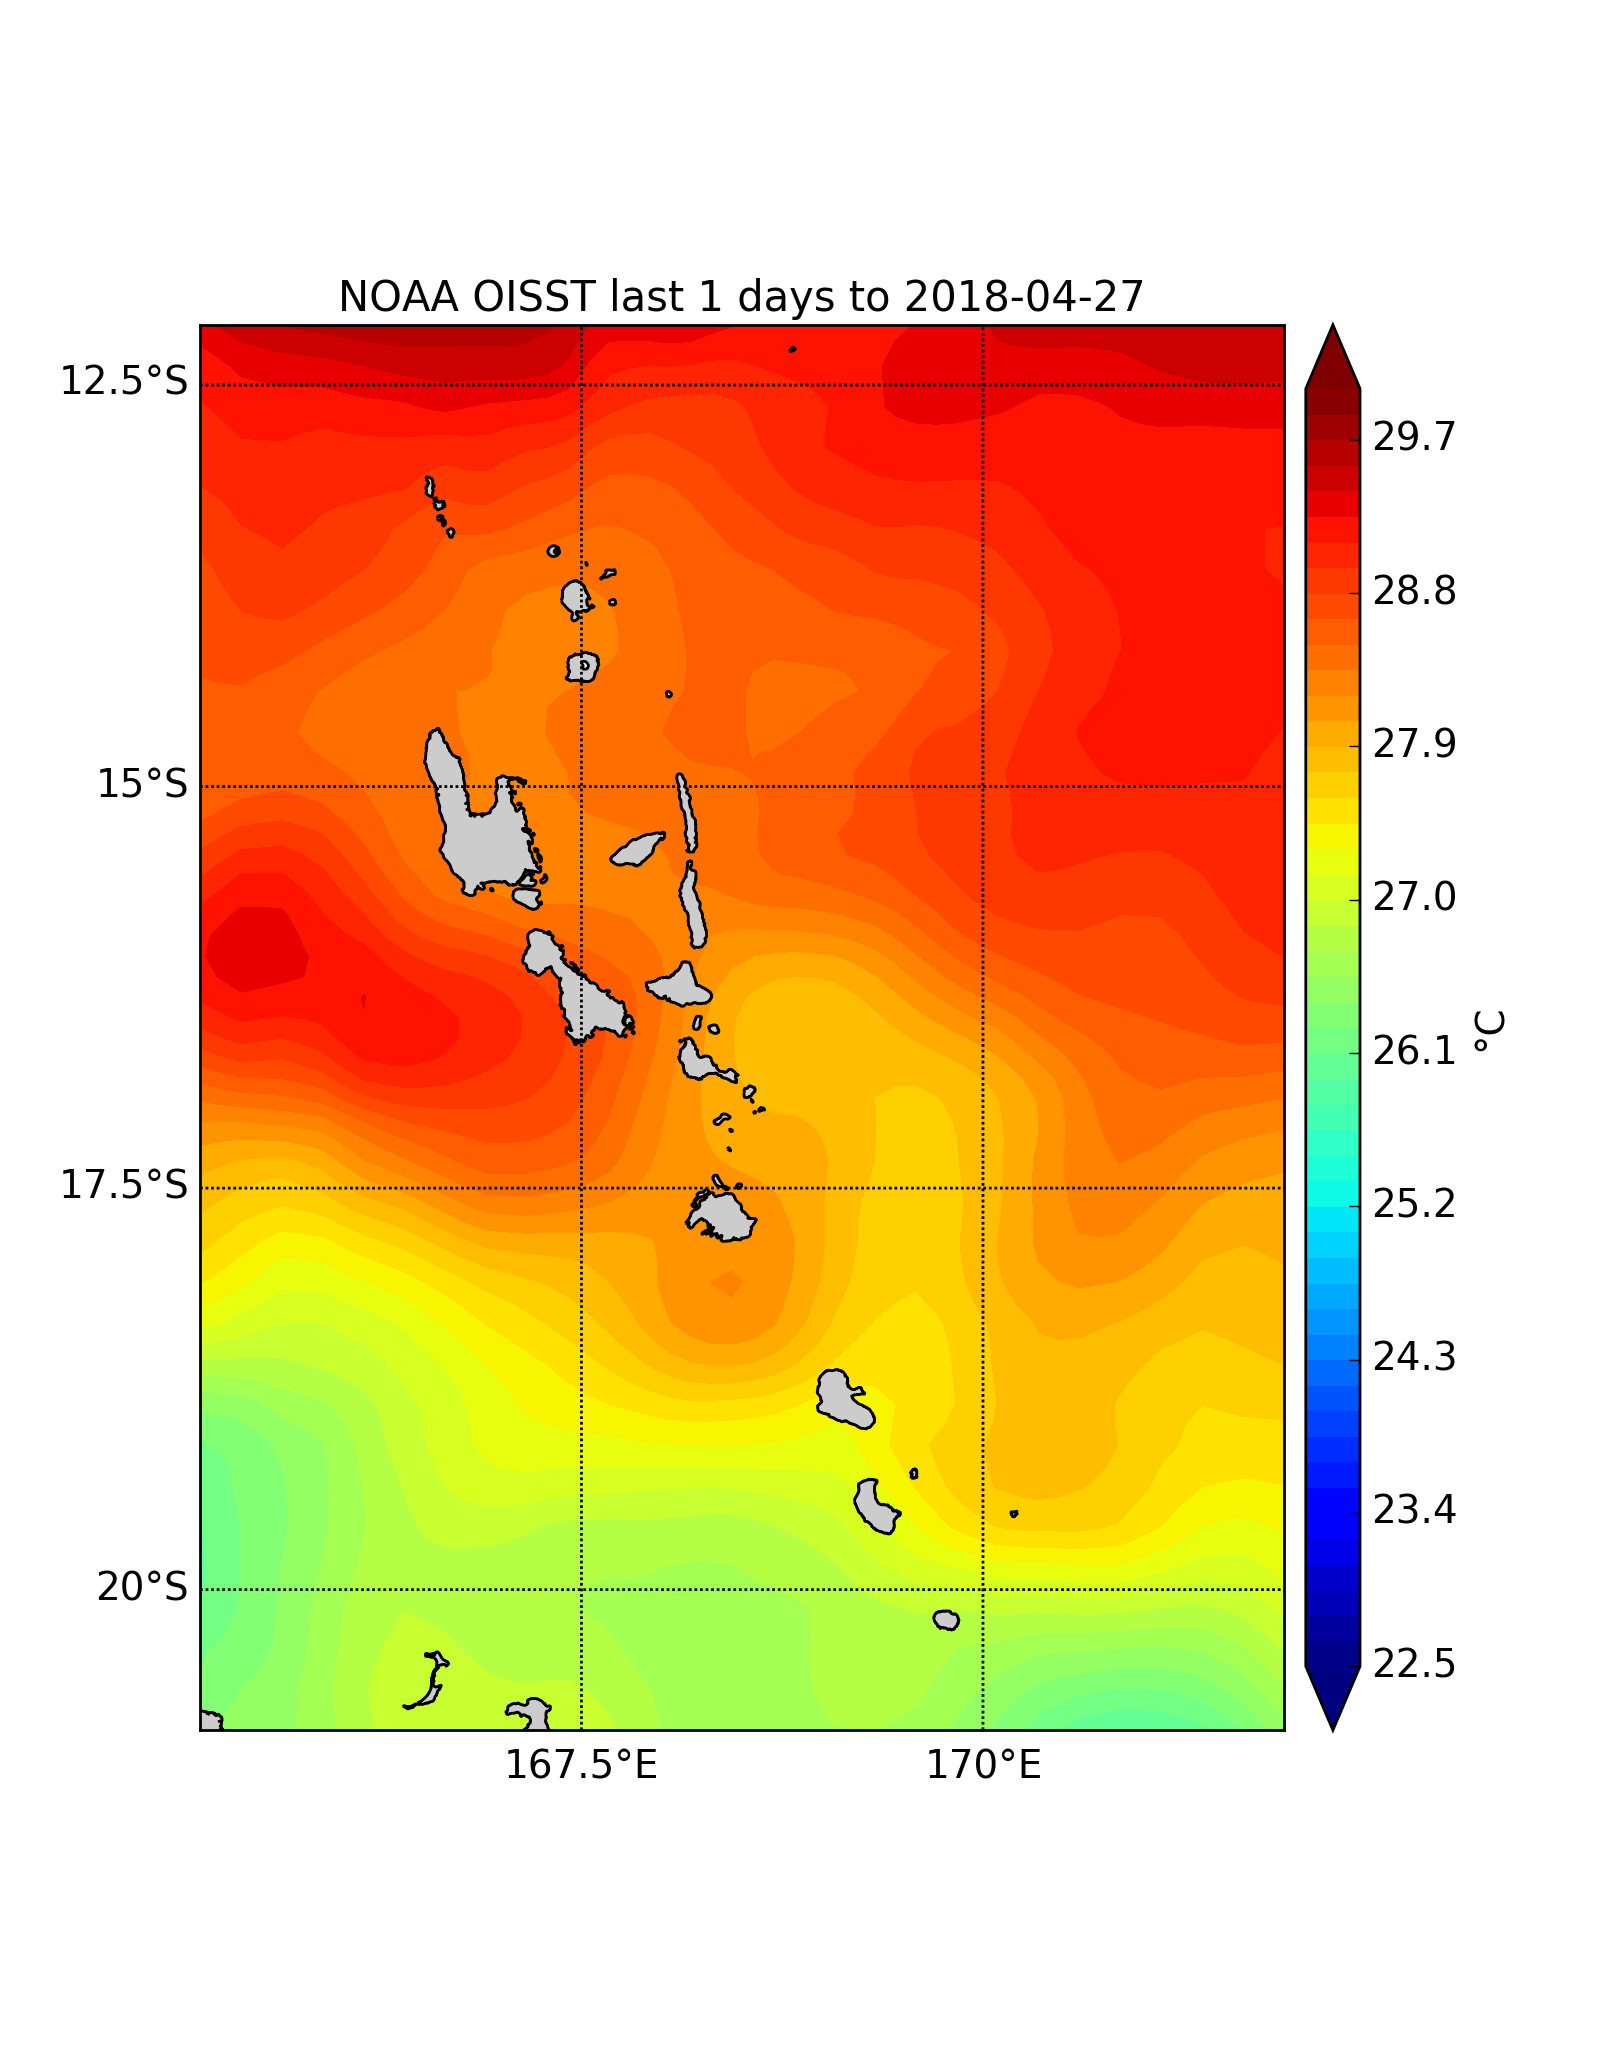 NOAA OISST last 1 days to 2018-04-27
12.5°S
15°S
17.5°S
20°S
167.5°E
170°E
29.7
28.8
27.9
27.0
26.1
25.2
24.3
23.4
22.5
°C